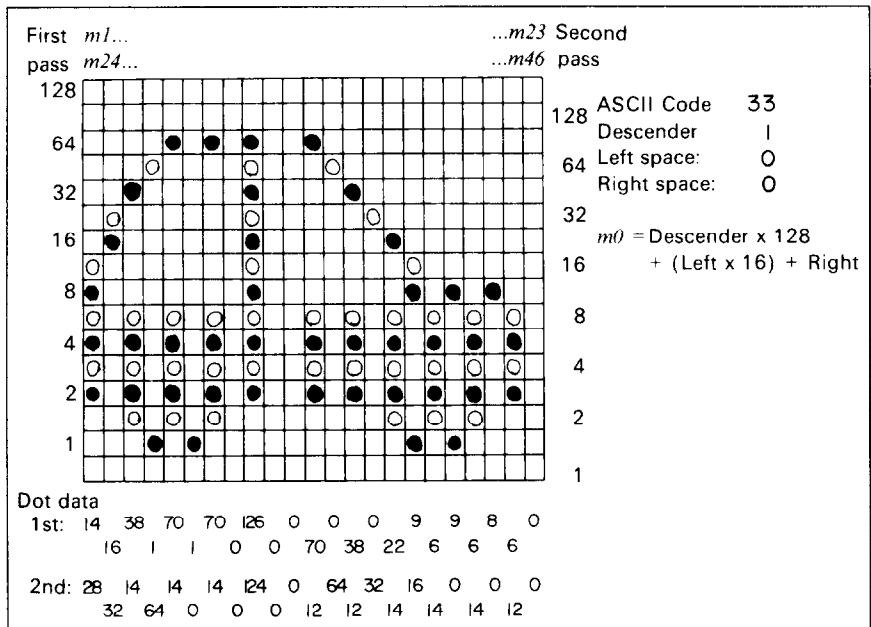 First m1... ...m23 Second
pass m24... ...m46 pass
128
128
64
64
32
32
16
16
8
8
4
4
2
2
1
1
ASCII Code 33
Descender 1
Left space: 0
Right space: 0
m0 = Descender x 128
+ (Left x 16) + Right
Dot data
1st: 14 38 70 70 126 0 0 0 9 9 8 0
16 1 1 0 0 70 38 22 6 6 6
2nd: 28 14 14 14 124 0 64 32 16 0 0 0
32 64 0 0 0 12 12 14 14 14 12